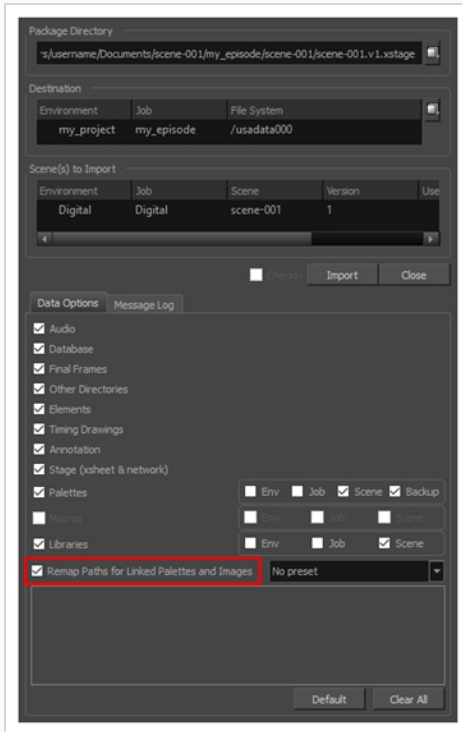 Package Directory
's/username/Documents/scene-001/my_episode/scene-001/scene-001.v1.xstage
Destination
Environment Job File System
my_project my_episode /usadata000
Scene(s) to Import
Environment Job Scene Version Use
Digital Digital scene-001 1
Checkin Import Close
Data Options Message Log
Audio
Database
Final Frames
Other Directories
Elements
Timing Drawings
Annotation
Stage (xsheet & network)
Palettes Env Job Scene Backup
Macros Env Job Scene
Libraries Env Job Scene
Remap Paths for Linked Palettes and Images No preset
Default Clear All